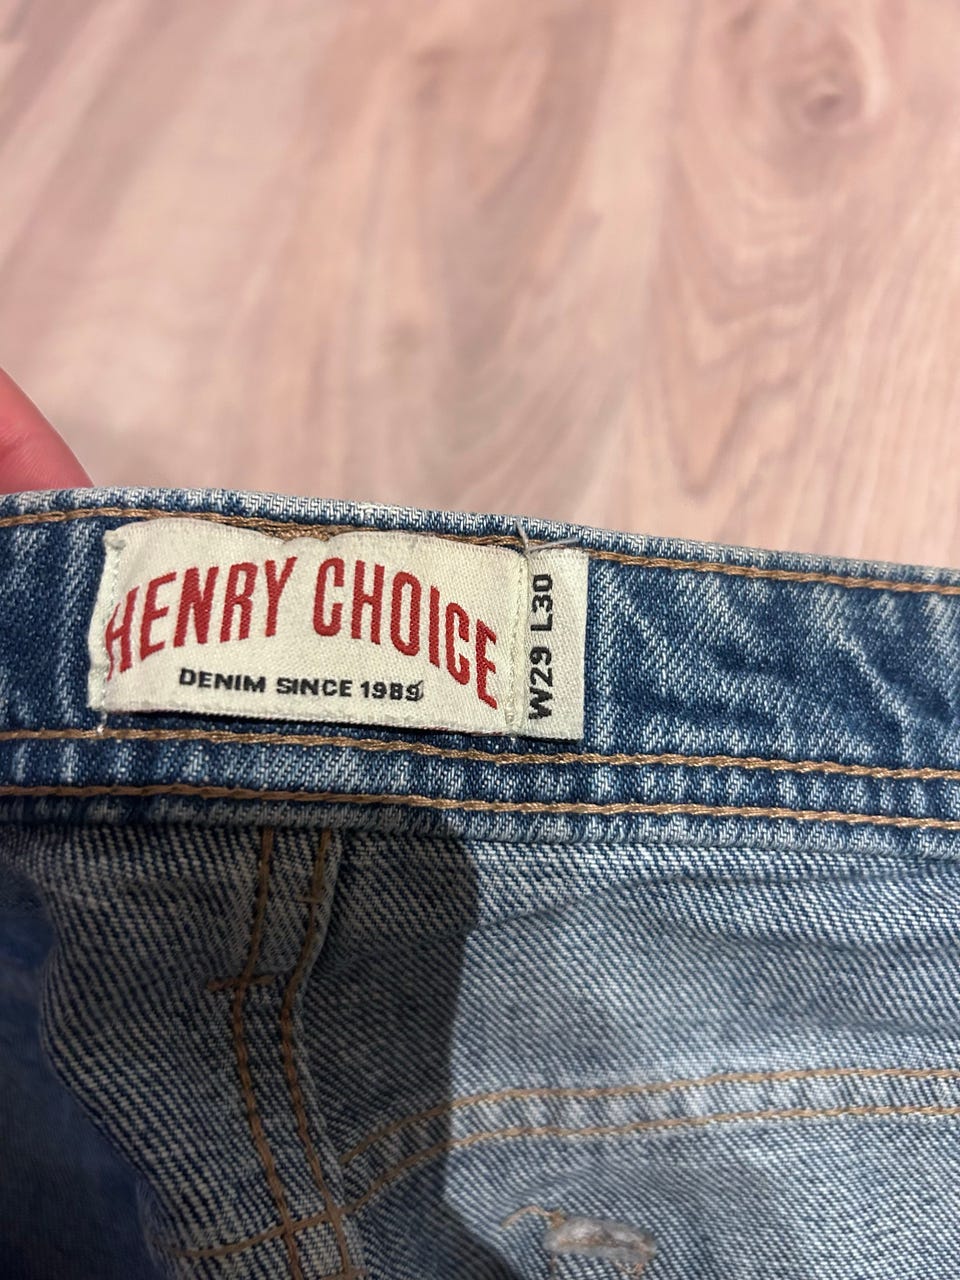 HENRY CHOICE
DENIM SINCE 1989
W29 L30